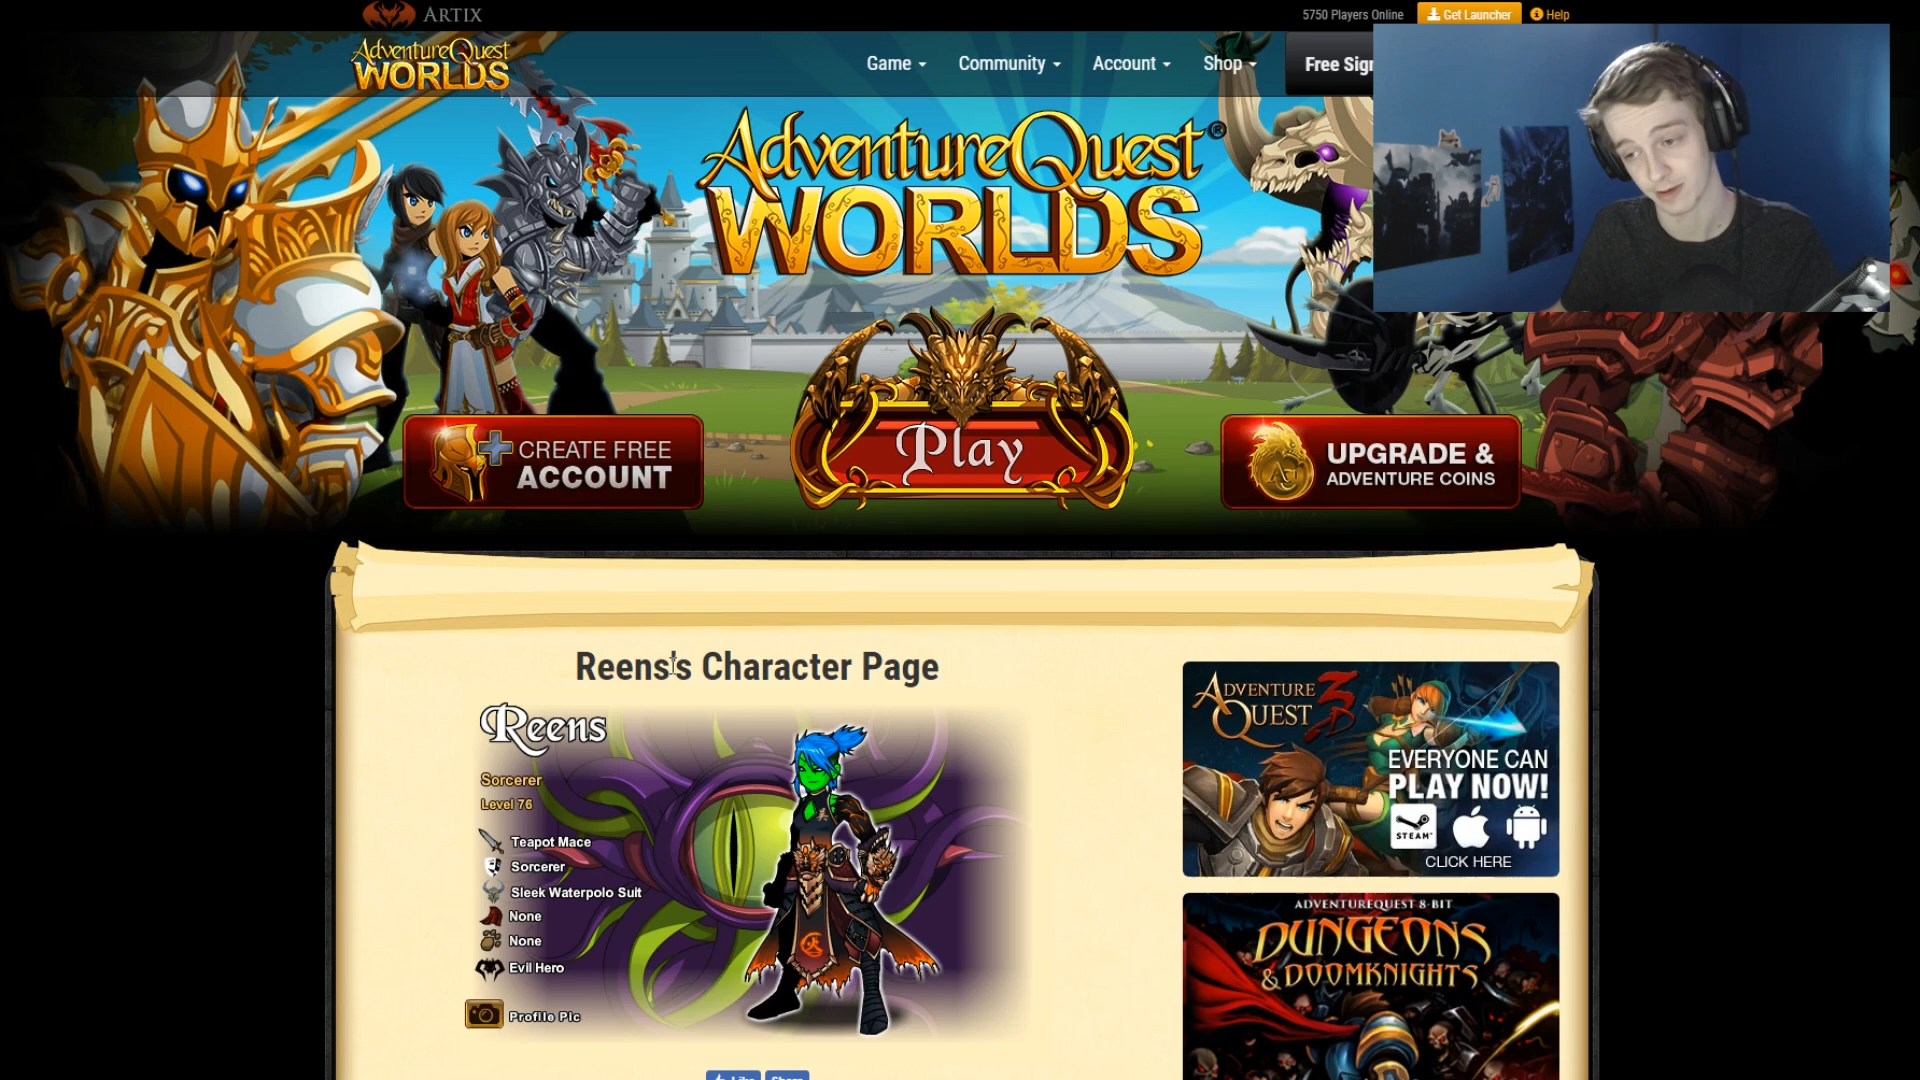 ARTIX
5750 Players Online
Get Launcher
Help
AdventureQuest
WORLDS
Game
Community
Account
Shop
Free Sign
AdventureQuest®
WORLDS
CREATE FREE
ACCOUNT
Play
UPGRADE &
ADVENTURE COINS
Reens's Character Page
Reens
Sorcerer
Level 76
Teapot Mace
Sorcerer
Sleek Waterpolo Suit
None
None
Evil Hero
Profile Pic
Like
Share
ADVENTURE
QUEST 3D
EVERYONE CAN
PLAY NOW!
STEAM
CLICK HERE
ADVENTUREQUEST 8-BIT
DUNGEONS
& DOOMKNIGHTS